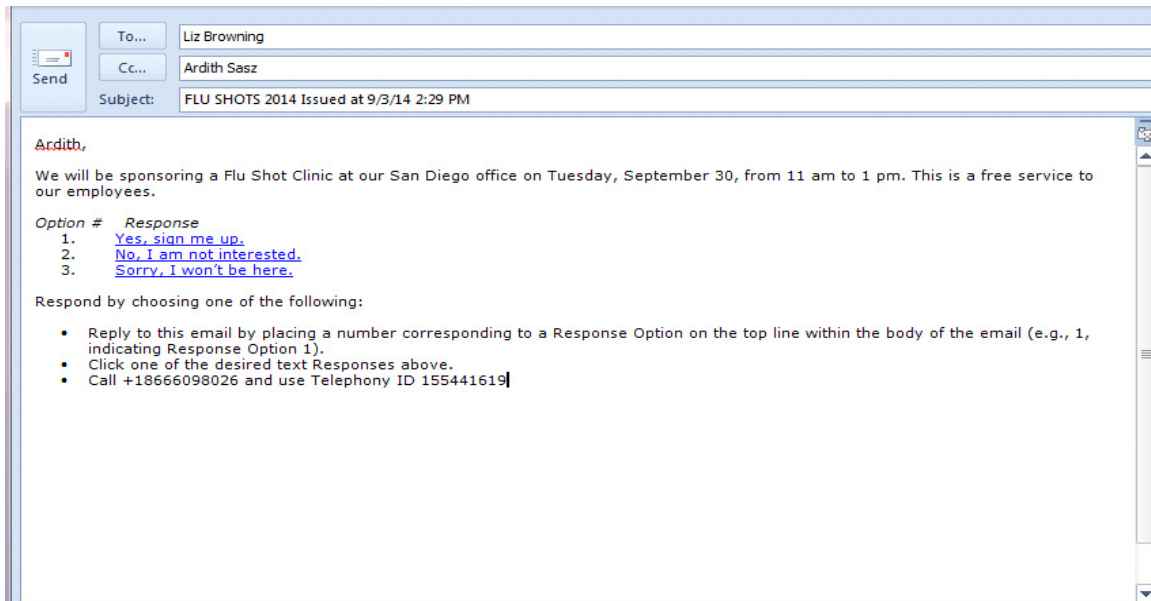 To...
Liz Browning
Send
Cc...
Ardith Sasz
Subject:
FLU SHOTS 2014 Issued at 9/3/14 2:29 PM
Ardith,
We will be sponsoring a Flu Shot Clinic at our San Diego office on Tuesday, September 30, from 11 am to 1 pm. This is a free service to
our employees.
Option # Response
1. Yes, sign me up.
2. No, I am not interested.
3. Sorry, I won't be here.
Respond by choosing one of the following:
• Reply to this email by placing a number corresponding to a Response Option on the top line within the body of the email (e.g., 1,
indicating Response Option 1).
• Click one of the desired text Responses above.
• Call +18666098026 and use Telephony ID 155441619